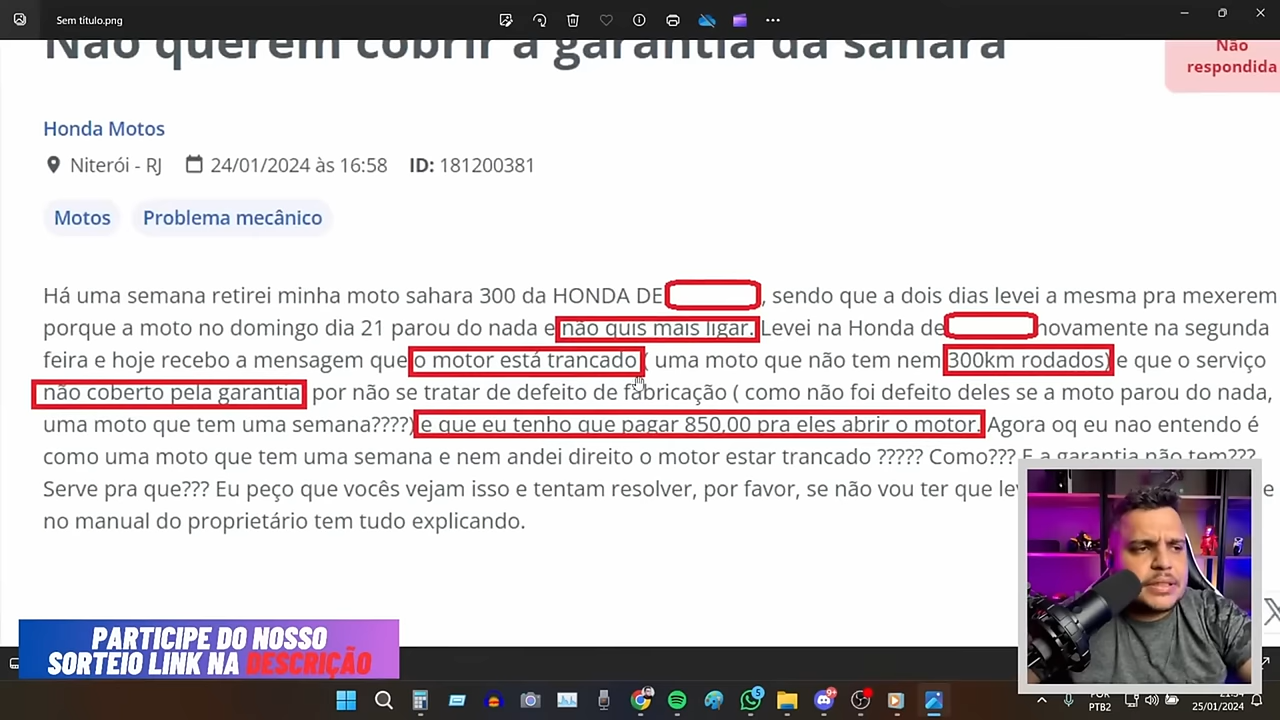 Sem título.png
Não querem cobrir a garantia da sahara
Não
respondida
Honda Motos
Niterói - RJ 24/01/2024 às 16:58 ID: 181200381
Motos Problema mecânico
Há uma semana retirei minha moto sahara 300 da HONDA DE , sendo que a dois dias levei a mesma pra mexerem
porque a moto no domingo dia 21 parou do nada e não quis mais ligar. Levei na Honda de novamente na segunda
feira e hoje recebo a mensagem que o motor está trancado ( uma moto que não tem nem 300km rodados) e que o serviço
não coberto pela garantia por não se tratar de defeito de fabricação ( como não foi defeito deles se a moto parou do nada,
uma moto que tem uma semana????) e que eu tenho que pagar 850,00 pra eles abrir o motor. Agora oq eu nao entendo é
como uma moto que tem uma semana e nem andei direito o motor estar trancado ????? Como??? E a garantia não tem???
Serve pra que??? Eu peço que vocês vejam isso e tentam resolver, por favor, se não vou ter que e
no manual do proprietário tem tudo explicando.
PARTICIPE DO NOSSO
SORTEIO LINK NA DESCRIÇÃO
POR
PTB2
25/01/2024